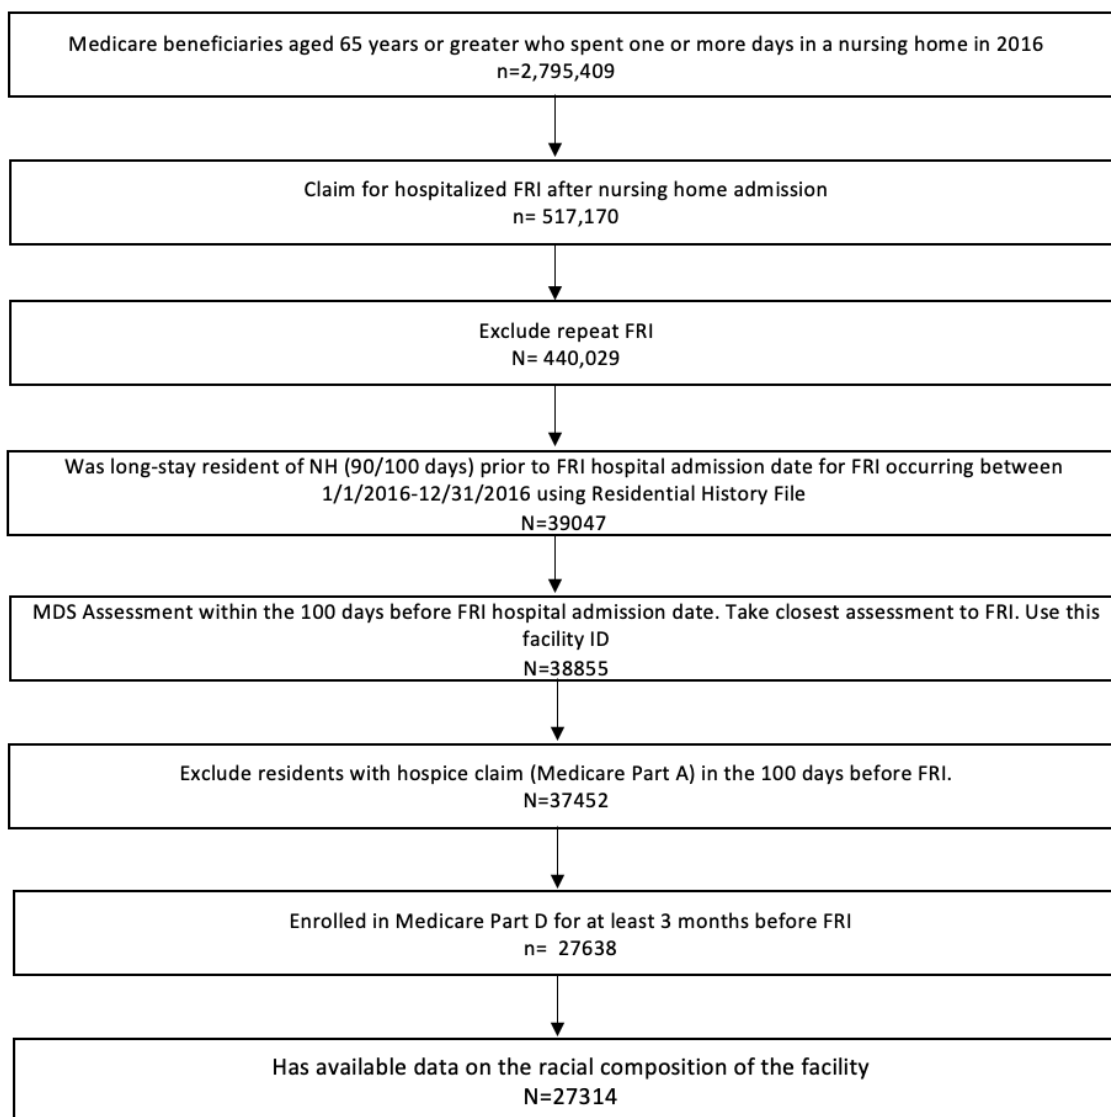 Medicare beneficiaries aged 65 years or greater who spent one or more days in a nursing home in 2016
n=2,795,409
Claim for hospitalized FRI after nursing home admission
n= 517,170
Exclude repeat FRI
N= 440,029
Was long-stay resident of NH (90/100 days) prior to FRI hospital admission date for FRI occurring between
1/1/2016-12/31/2016 using Residential History File
N=39047
MDS Assessment within the 100 days before FRI hospital admission date. Take closest assessment to FRI. Use this
facility ID
N=38855
Exclude residents with hospice claim (Medicare Part A) in the 100 days before FRI.
N=37452
Enrolled in Medicare Part D for at least 3 months before FRI
n=  27638
Has available data on the racial composition of the facility
N=27314